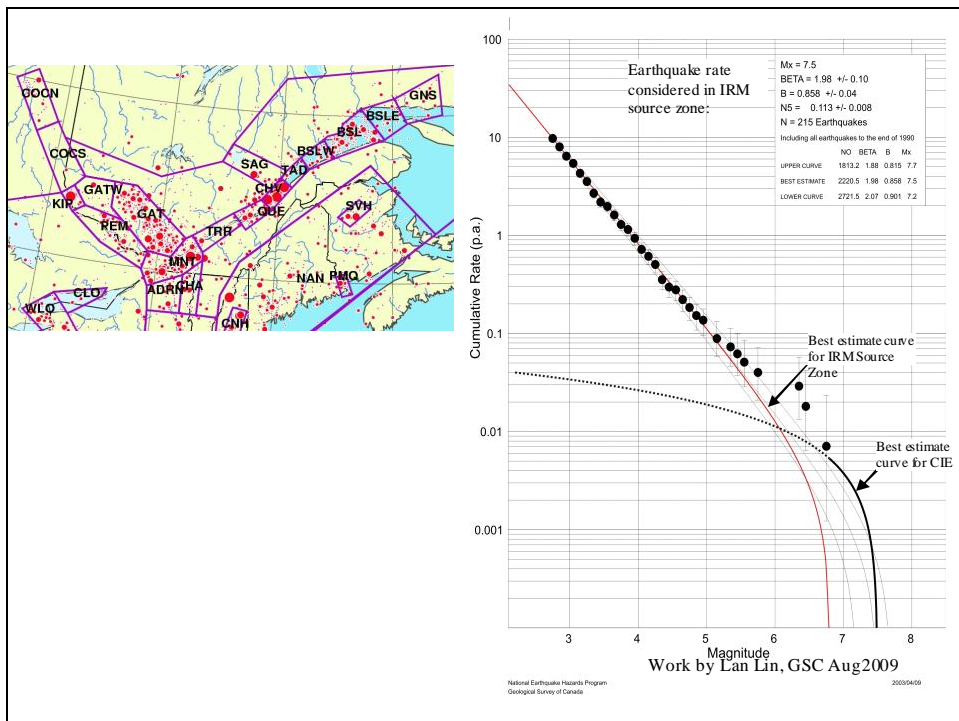 COCN
GNS
BSLE
BSL
COCS
BSLW
SAG
TAD
GATW
CHV
KIP
GAT
QUE
SVH
PEM
TRR
MNT
NAN
PMQ
ADRN
CHA
CLO
WLO
CNH
Earthquake rate
considered in IRM
source zone:
Mx = 7.5
BETA = 1.98 +/- 0.10
B = 0.858 +/- 0.04
N5 = 0.113 +/- 0.008
N = 215 Earthquakes
Including all earthquakes to the end of 1990
NO BETA B Mx
UPPER CURVE 1813.2 1.88 0.815 7.7
BEST ESTIMATE 2220.5 1.98 0.858 7.5
LOWER CURVE 2721.5 2.07 0.901 7.2
100
10
1
0.1
0.01
0.001
Cumulative Rate (p.a.)
Best estimate curve
for IRM Source
Zone
Best estimate
curve for CIE
3 4 5 6 7 8
Magnitude
Work by Lan Lin, GSC Aug2009
National Earthquake Hazards Program
Geological Survey of Canada
2003/04/09